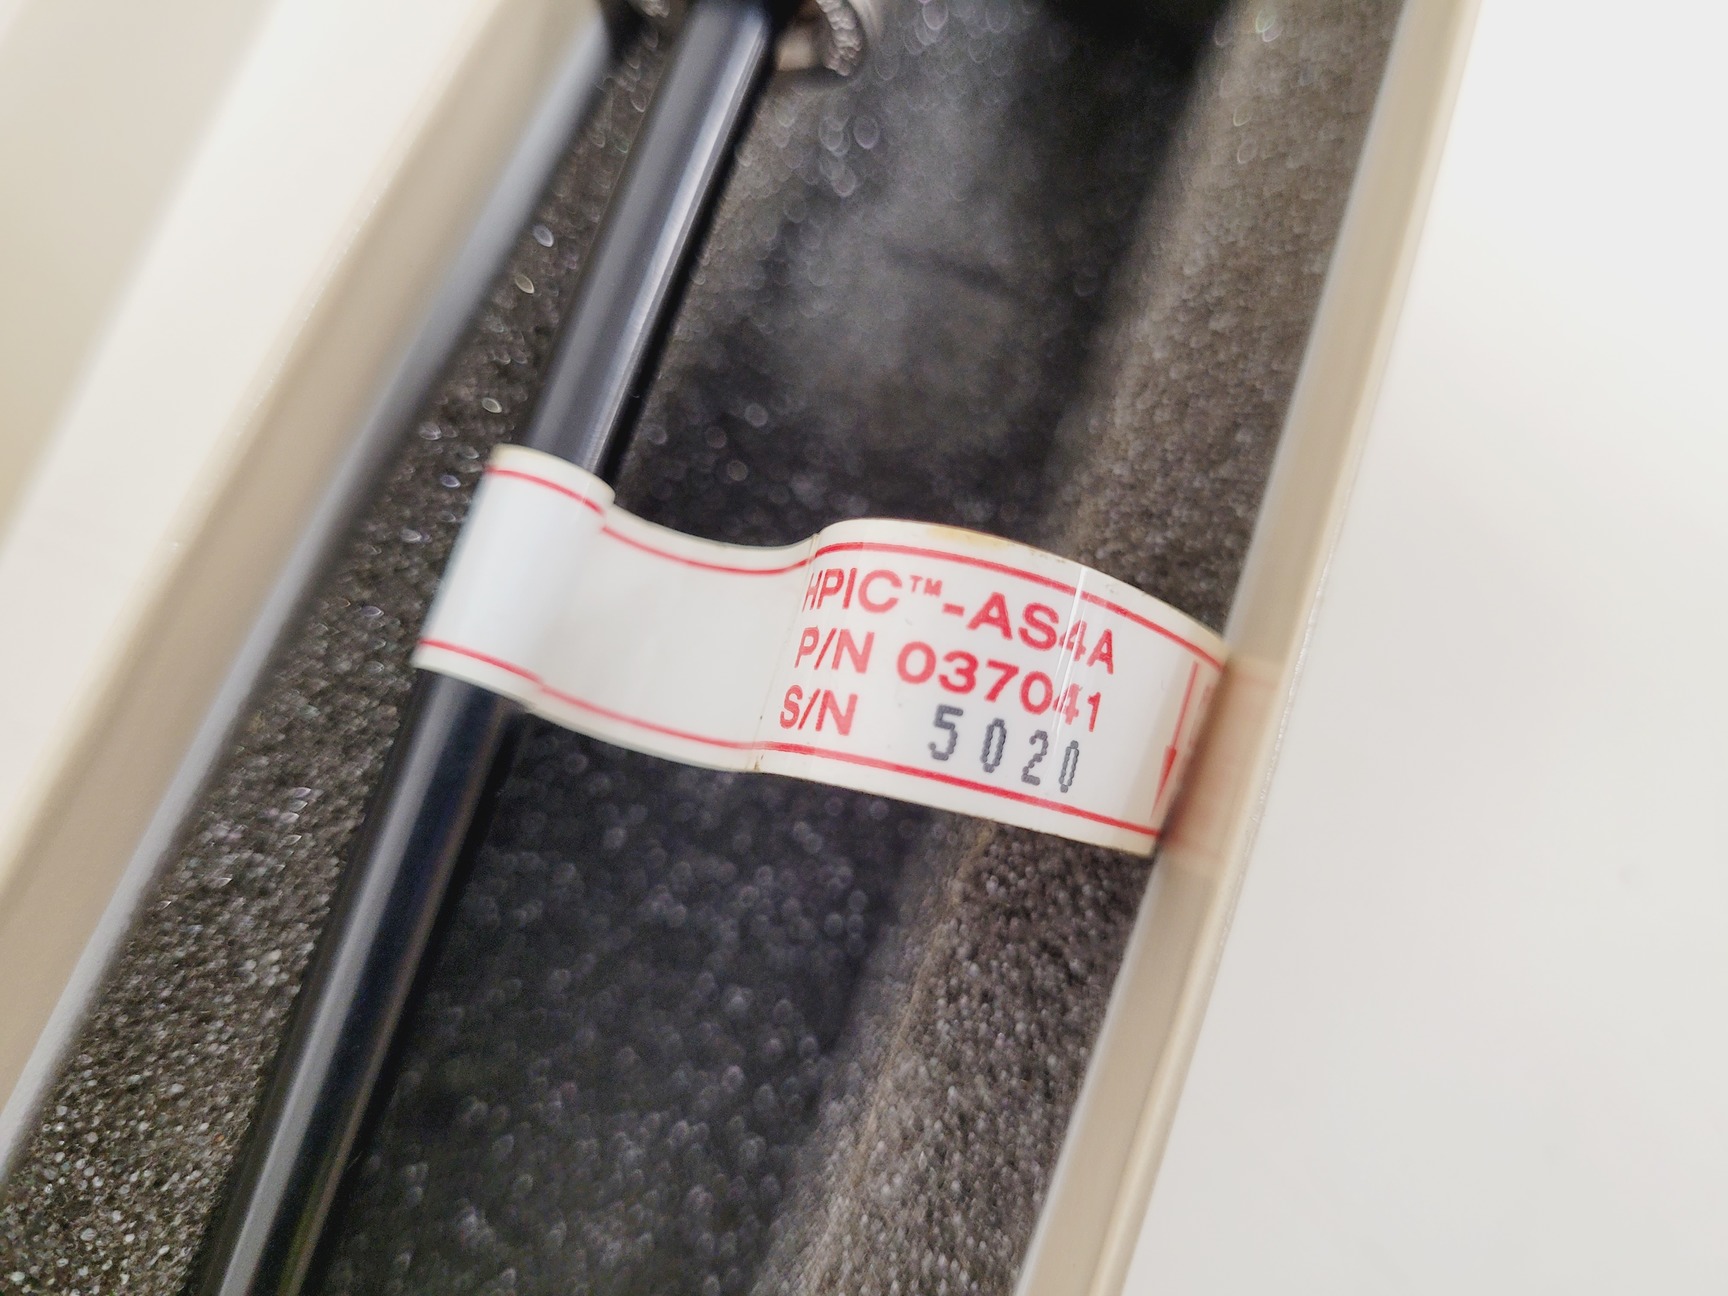 HPIC™-AS4A
P/N 037041
S/N 5020